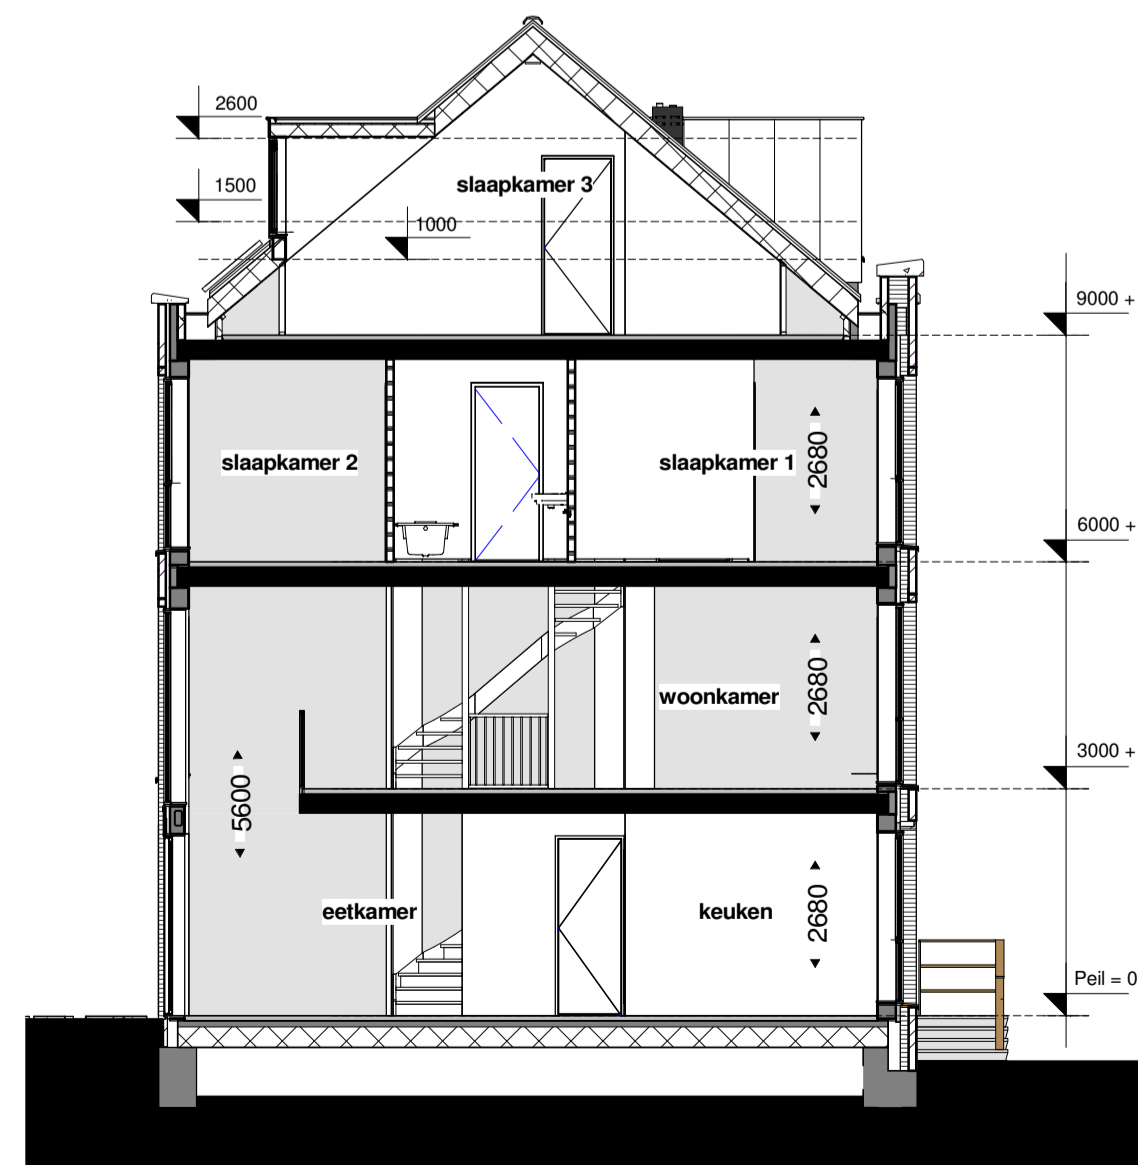 2600
slaapkamer 3
1500
1000
9000 +
slaapkamer 2
slaapkamer 1
2680
6000 +
woonkamer
2680
3000 +
5600
eetkamer
keuken
2680
Peil = 0